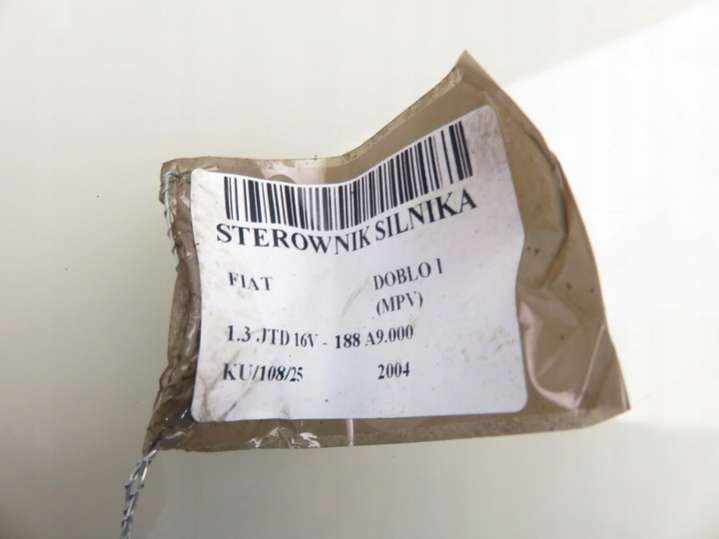 STEROWNIK SILNIKA
FIAT DOBLO I
(MPV)
1.3 JTD 16V - 188 A9.000
KU/108/25 2004